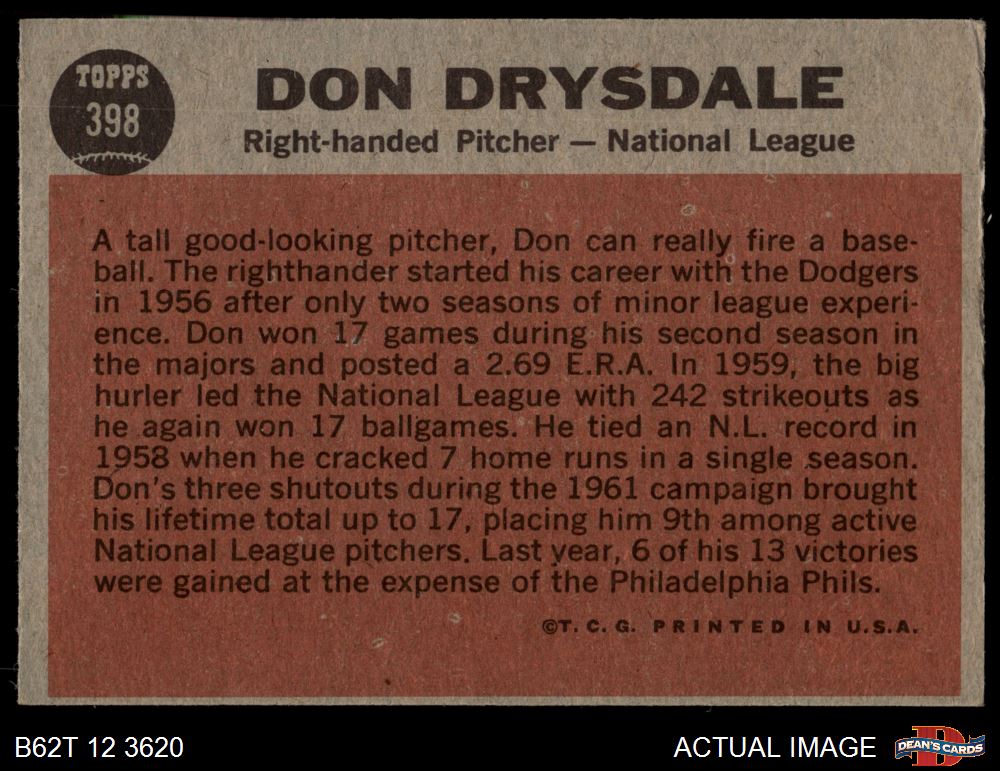 TOPPS
398
DON DRYSDALE
Right-handed Pitcher — National League
A tall good-looking pitcher, Don can really fire a base-
ball. The righthander started his career with the Dodgers
in 1956 after only two seasons of minor league experi-
ence. Don won 17 games during his second season in
the majors and posted a 2.69 E.R.A. In 1959, the big
hurler led the National League with 242 strikeouts as
he again won 17 ballgames. He tied an N.L. record in
1958 when he cracked 7 home runs in a single season.
Don's three shutouts during the 1961 campaign brought
his lifetime total up to 17, placing him 9th among active
National League pitchers. Last year, 6 of his 13 victories
were gained at the expense of the Philadelphia Phils.
©T. C. G. PRINTED IN U.S.A.
B62T 12 3620
ACTUAL IMAGE
D
DEAN'S CARDS